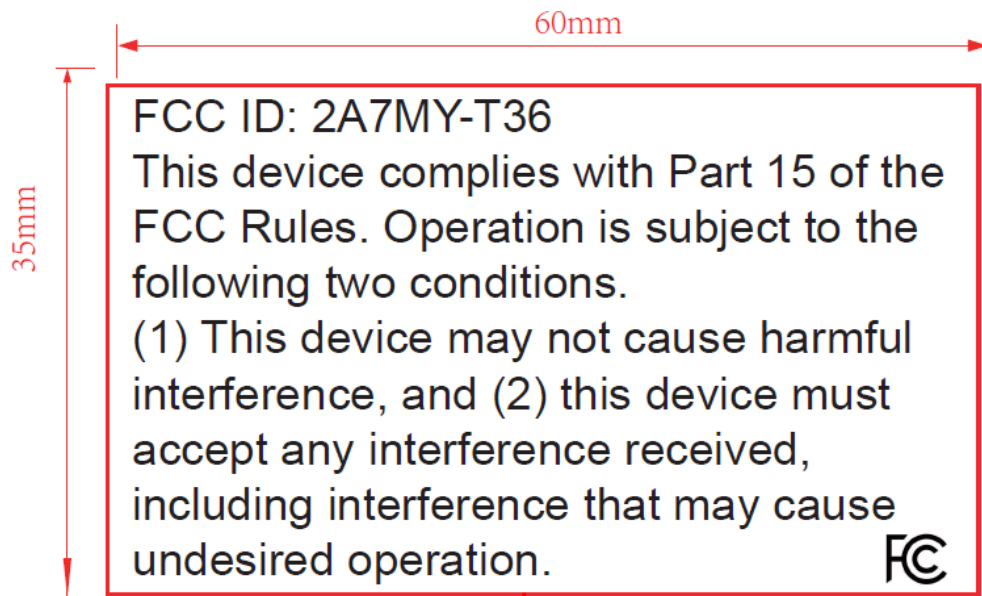 60mm
35mm
FCC ID: 2A7MY-T36
This device complies with Part 15 of the
FCC Rules. Operation is subject to the
following two conditions.
(1) This device may not cause harmful
interference, and (2) this device must
accept any interference received,
including interference that may cause
undesired operation.
FC